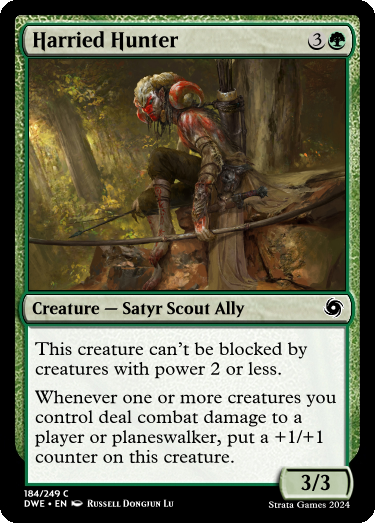 Harried Hunter 3
Creature — Satyr Scout Ally
This creature can't be blocked by
creatures with power 2 or less.
Whenever one or more creatures you
control deal combat damage to a
player or planeswalker, put a +1/+1
counter on this creature.
3/3
184/249 C
DWE • EN Russell Dongjun Lu
Strata Games 2024